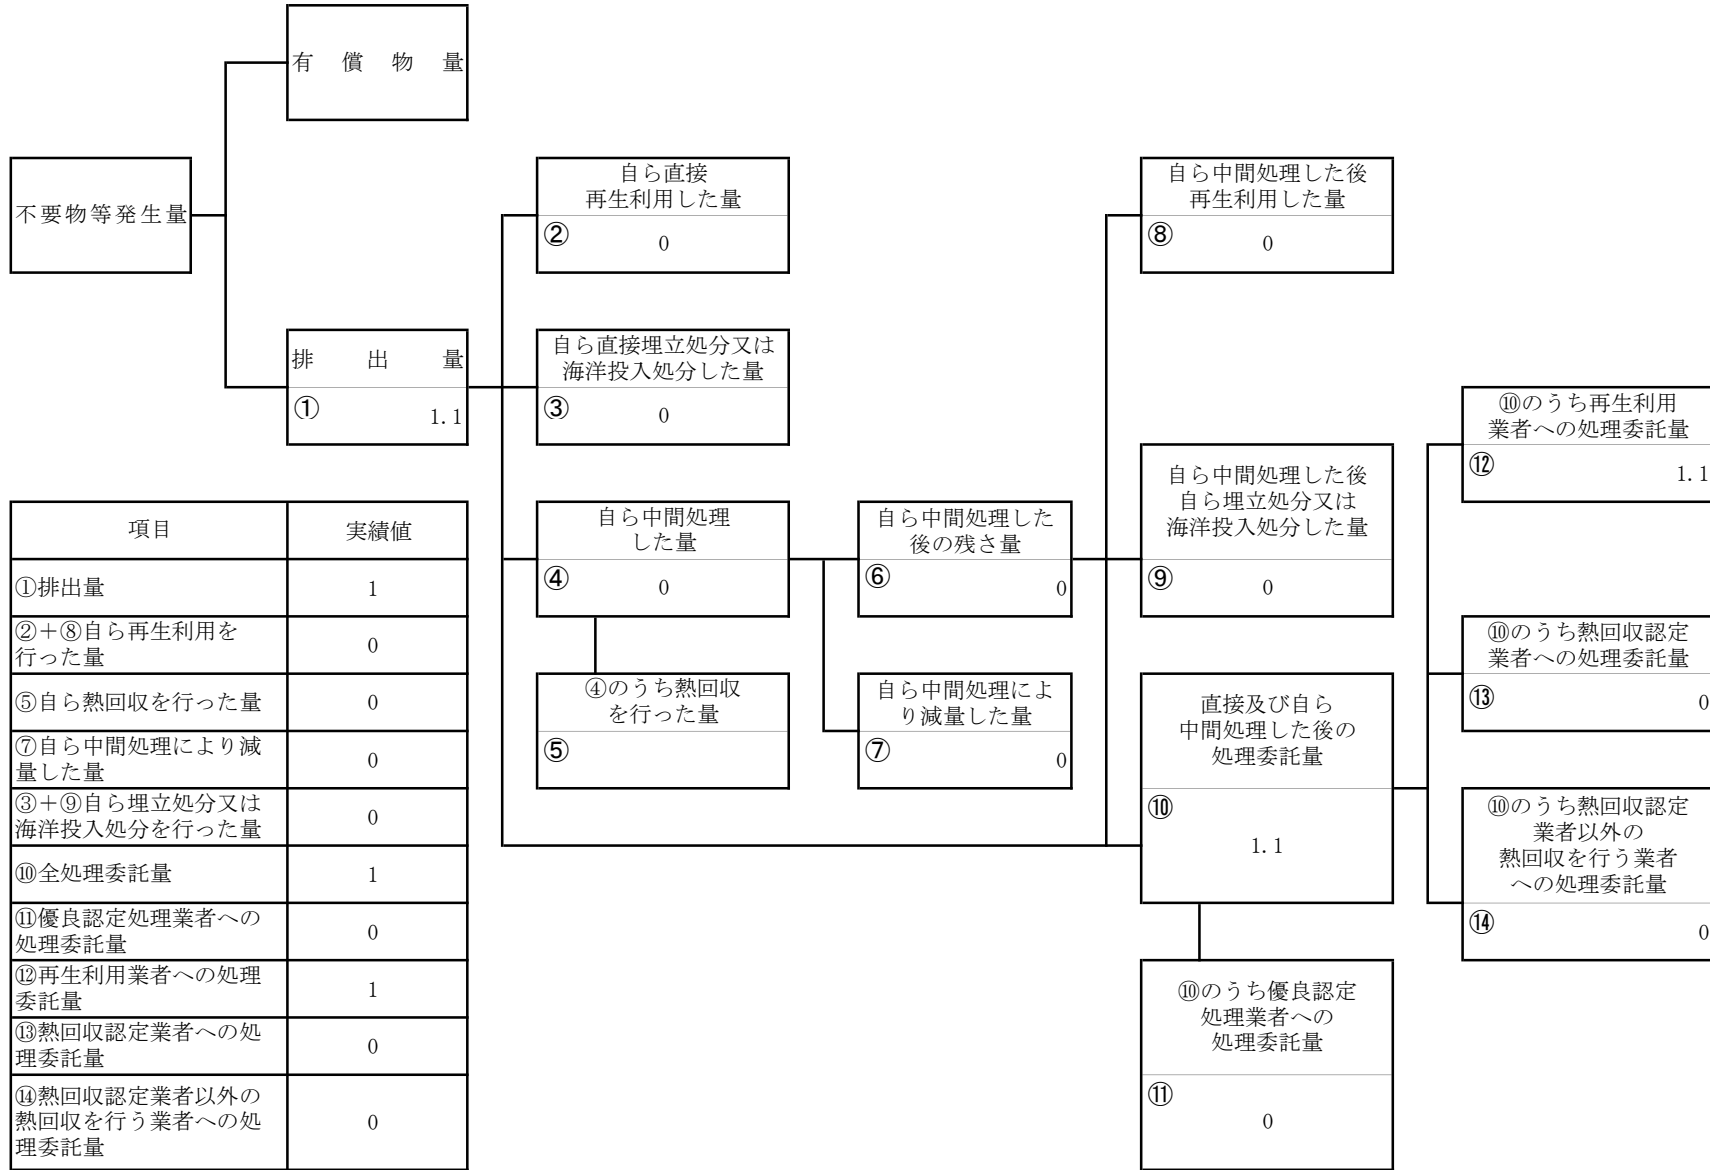 有償物量
不要物等発生量
排出量
① 1.1
自ら直接
再生利用した量
② 0
自ら直接埋立処分又は
海洋投入処分した量
③ 0
自ら中間処理
した量
④ 0
④のうち熱回収
を行った量
⑤
自ら中間処理した
後の残さ量
⑥ 0
自ら中間処理によ
り減量した量
⑦ 0
自ら中間処理した後
再生利用した量
⑧ 0
自ら中間処理した後
自ら埋立処分又は
海洋投入処分した量
⑨ 0
直接及び自ら
中間処理した後の
処理委託量
⑩
1.1
⑩のうち優良認定
処理業者への
処理委託量
⑪
0
⑩のうち再生利用
業者への処理委託量
⑫ 1.1
⑩のうち熱回収認定
業者への処理委託量
⑬ 0
⑩のうち熱回収認定
業者以外の
熱回収を行う業者
への処理委託量
⑭ 0
項目 実績値
①排出量 1
②＋⑧自ら再生利用を
行った量 0
⑤自ら熱回収を行った量 0
⑦自ら中間処理により減
量した量 0
③＋⑨自ら埋立処分又は
海洋投入処分を行った量 0
⑩全処理委託量 1
⑪優良認定処理業者への
処理委託量 0
⑫再生利用業者への処理
委託量 1
⑬熱回収認定業者への処
理委託量 0
⑭熱回収認定業者以外の
熱回収を行う業者への処
理委託量 0